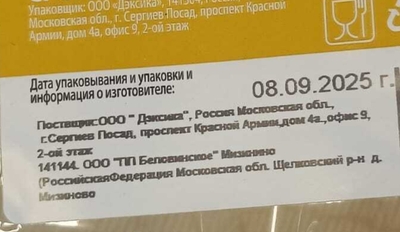 Упаковщик: ООО "Дэксика", 141304, Россия
Московская обл., г. Сергиев Посад, проспект Красной
Армии, дом 4а, офис 9, 2-ой этаж
Дата упаковывания и упаковки и
информация о изготовителе: 08.09.2025 г.
Поставщик:ООО " Дэксика", Россия Московская обл.,
г.Сергиев Посад, проспект Красной Армии,дом 4а.,офис 9,
2-ой этаж
141144. ООО "ПП Беловинское" Мизиново
(РоссийскаяФедерация Московская обл. Щелковский р-н д.
Мизиново